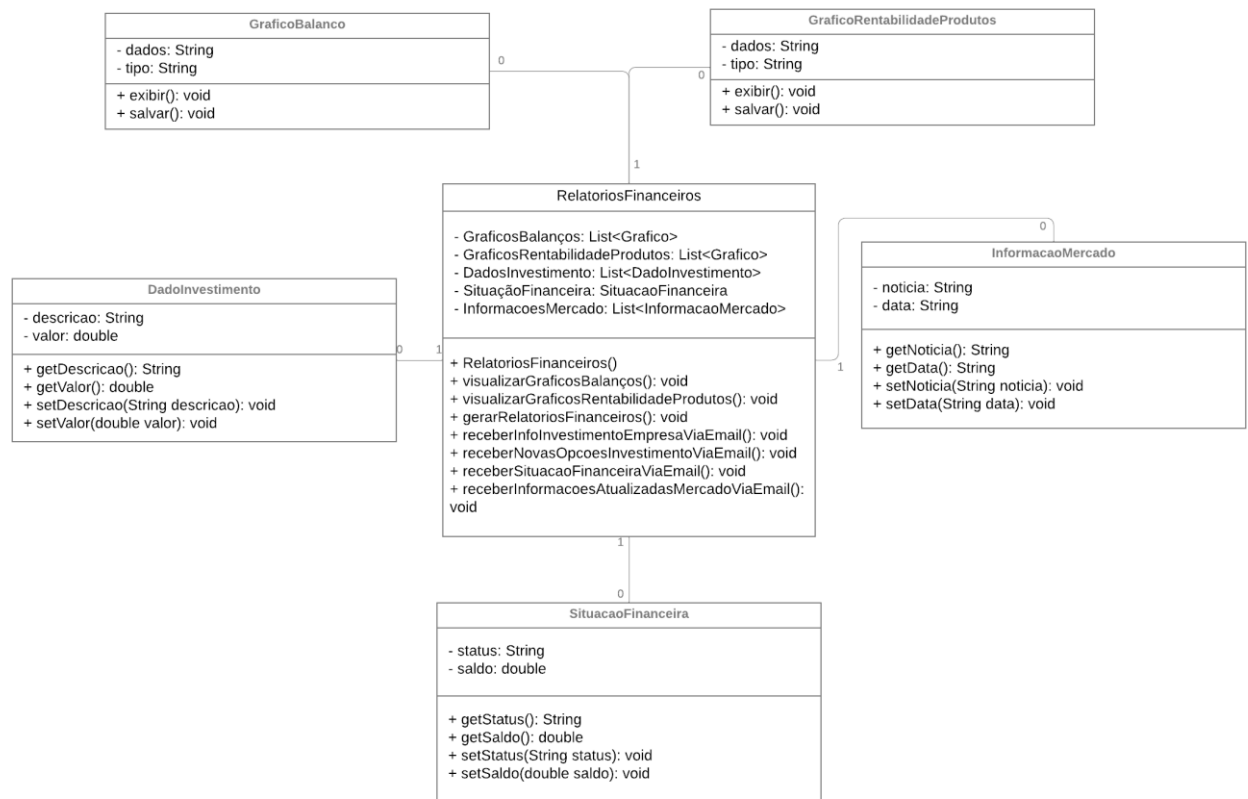 GraficoBalanco
- dados: String
- tipo: String
+ exibir(): void
+ salvar(): void
0
GraficoRentabilidadeProdutos
- dados: String
- tipo: String
+ exibir(): void
+ salvar(): void
0
1
RelatoriosFinanceiros
- GraficosBalanços: List<Grafico>
- GraficosRentabilidadeProdutos: List<Grafico>
- DadosInvestimento: List<DadoInvestimento>
- SituaçãoFinanceira: SituacaoFinanceira
- InformacoesMercado: List<InformacaoMercado>
+ RelatoriosFinanceiros()
+ visualizarGraficosBalanços(): void
+ visualizarGraficosRentabilidadeProdutos(): void
+ gerarRelatoriosFinanceiros(): void
+ receberInfoInvestimentoEmpresaViaEmail(): void
+ receberNovasOpcoesInvestimentoViaEmail(): void
+ receberSituacaoFinanceiraViaEmail(): void
+ receberInformacoesAtualizadasMercadoViaEmail():
void
DadoInvestimento
- descricao: String
- valor: double
+ getDescricao(): String
+ getValor(): double
+ setDescricao(String descricao): void
+ setValor(double valor): void
0
1
0
InformacaoMercado
- noticia: String
- data: String
+ getNoticia(): String
+ getData(): String
+ setNoticia(String noticia): void
+ setData(String data): void
1
1
0
SituacaoFinanceira
- status: String
- saldo: double
+ getStatus(): String
+ getSaldo(): double
+ setStatus(String status): void
+ setSaldo(double saldo): void